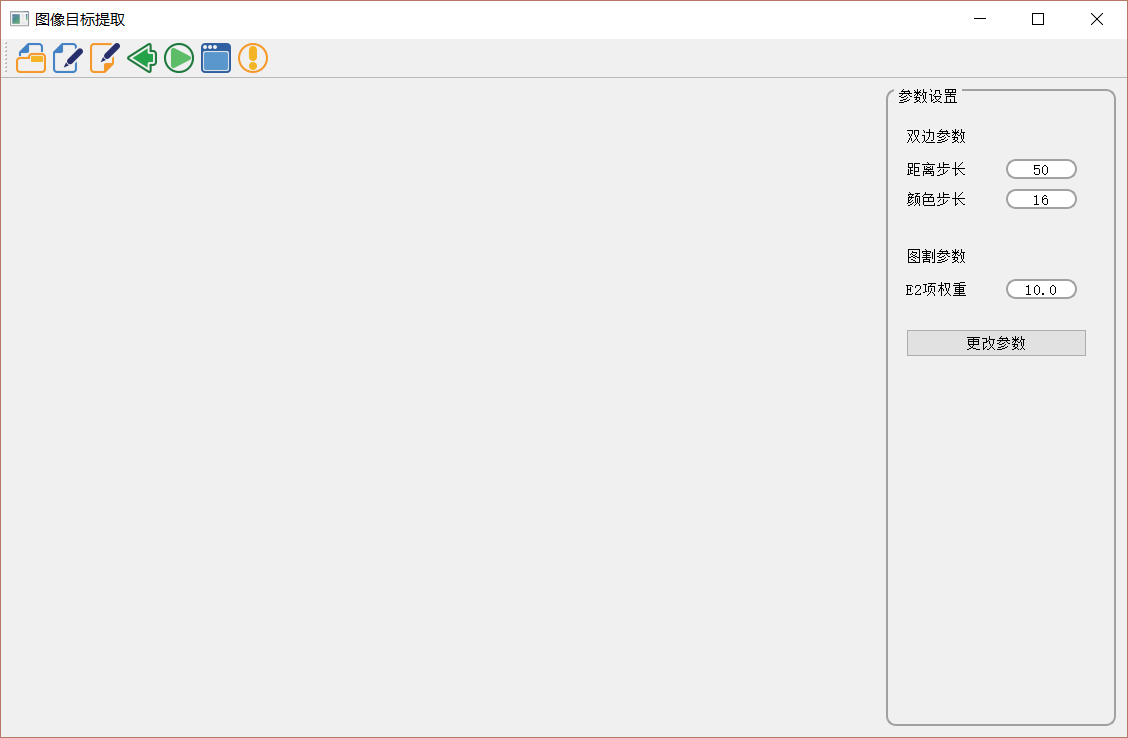 图像目标提取
参数设置
双边参数
距离步长 50
颜色步长 16
图割参数
E2项权重 10.0
更改参数